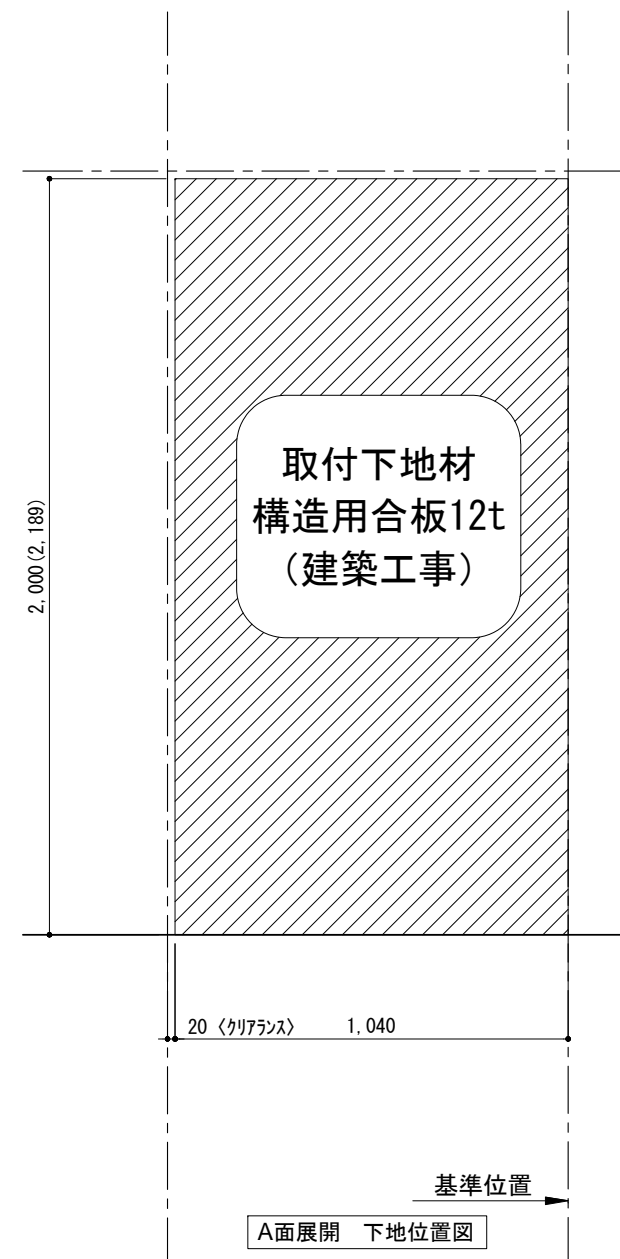 取付下地材
構造用合板12t
（建築工事）
2,000(2,189)
20 〈ｸﾘｱﾗﾝｽ〉 1,040
基準位置
A面展開　下地位置図